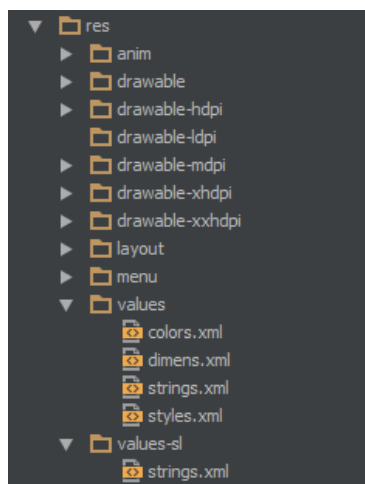 res
anim
drawable
drawable-hdpi
drawable-ldpi
drawable-mdpi
drawable-xhdpi
drawable-xxhdpi
layout
menu
values
colors.xml
dimens.xml
strings.xml
styles.xml
values-sl
strings.xml